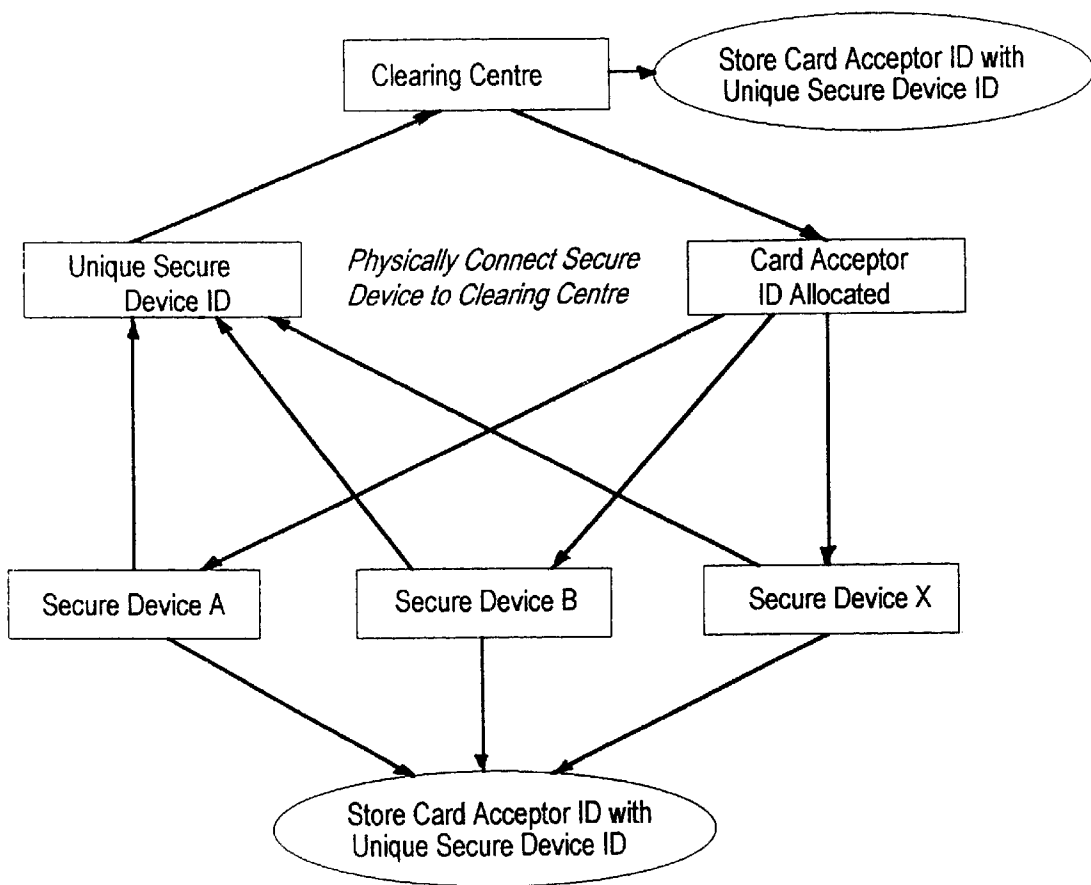 Clearing Centre
Store Card Acceptor ID with
Unique Secure Device ID
Unique Secure
Device ID
Physically Connect Secure
Device to Clearing Centre
Card Acceptor
ID Allocated
Secure Device A
Secure Device B
Secure Device X
Store Card Acceptor ID with
Unique Secure Device ID